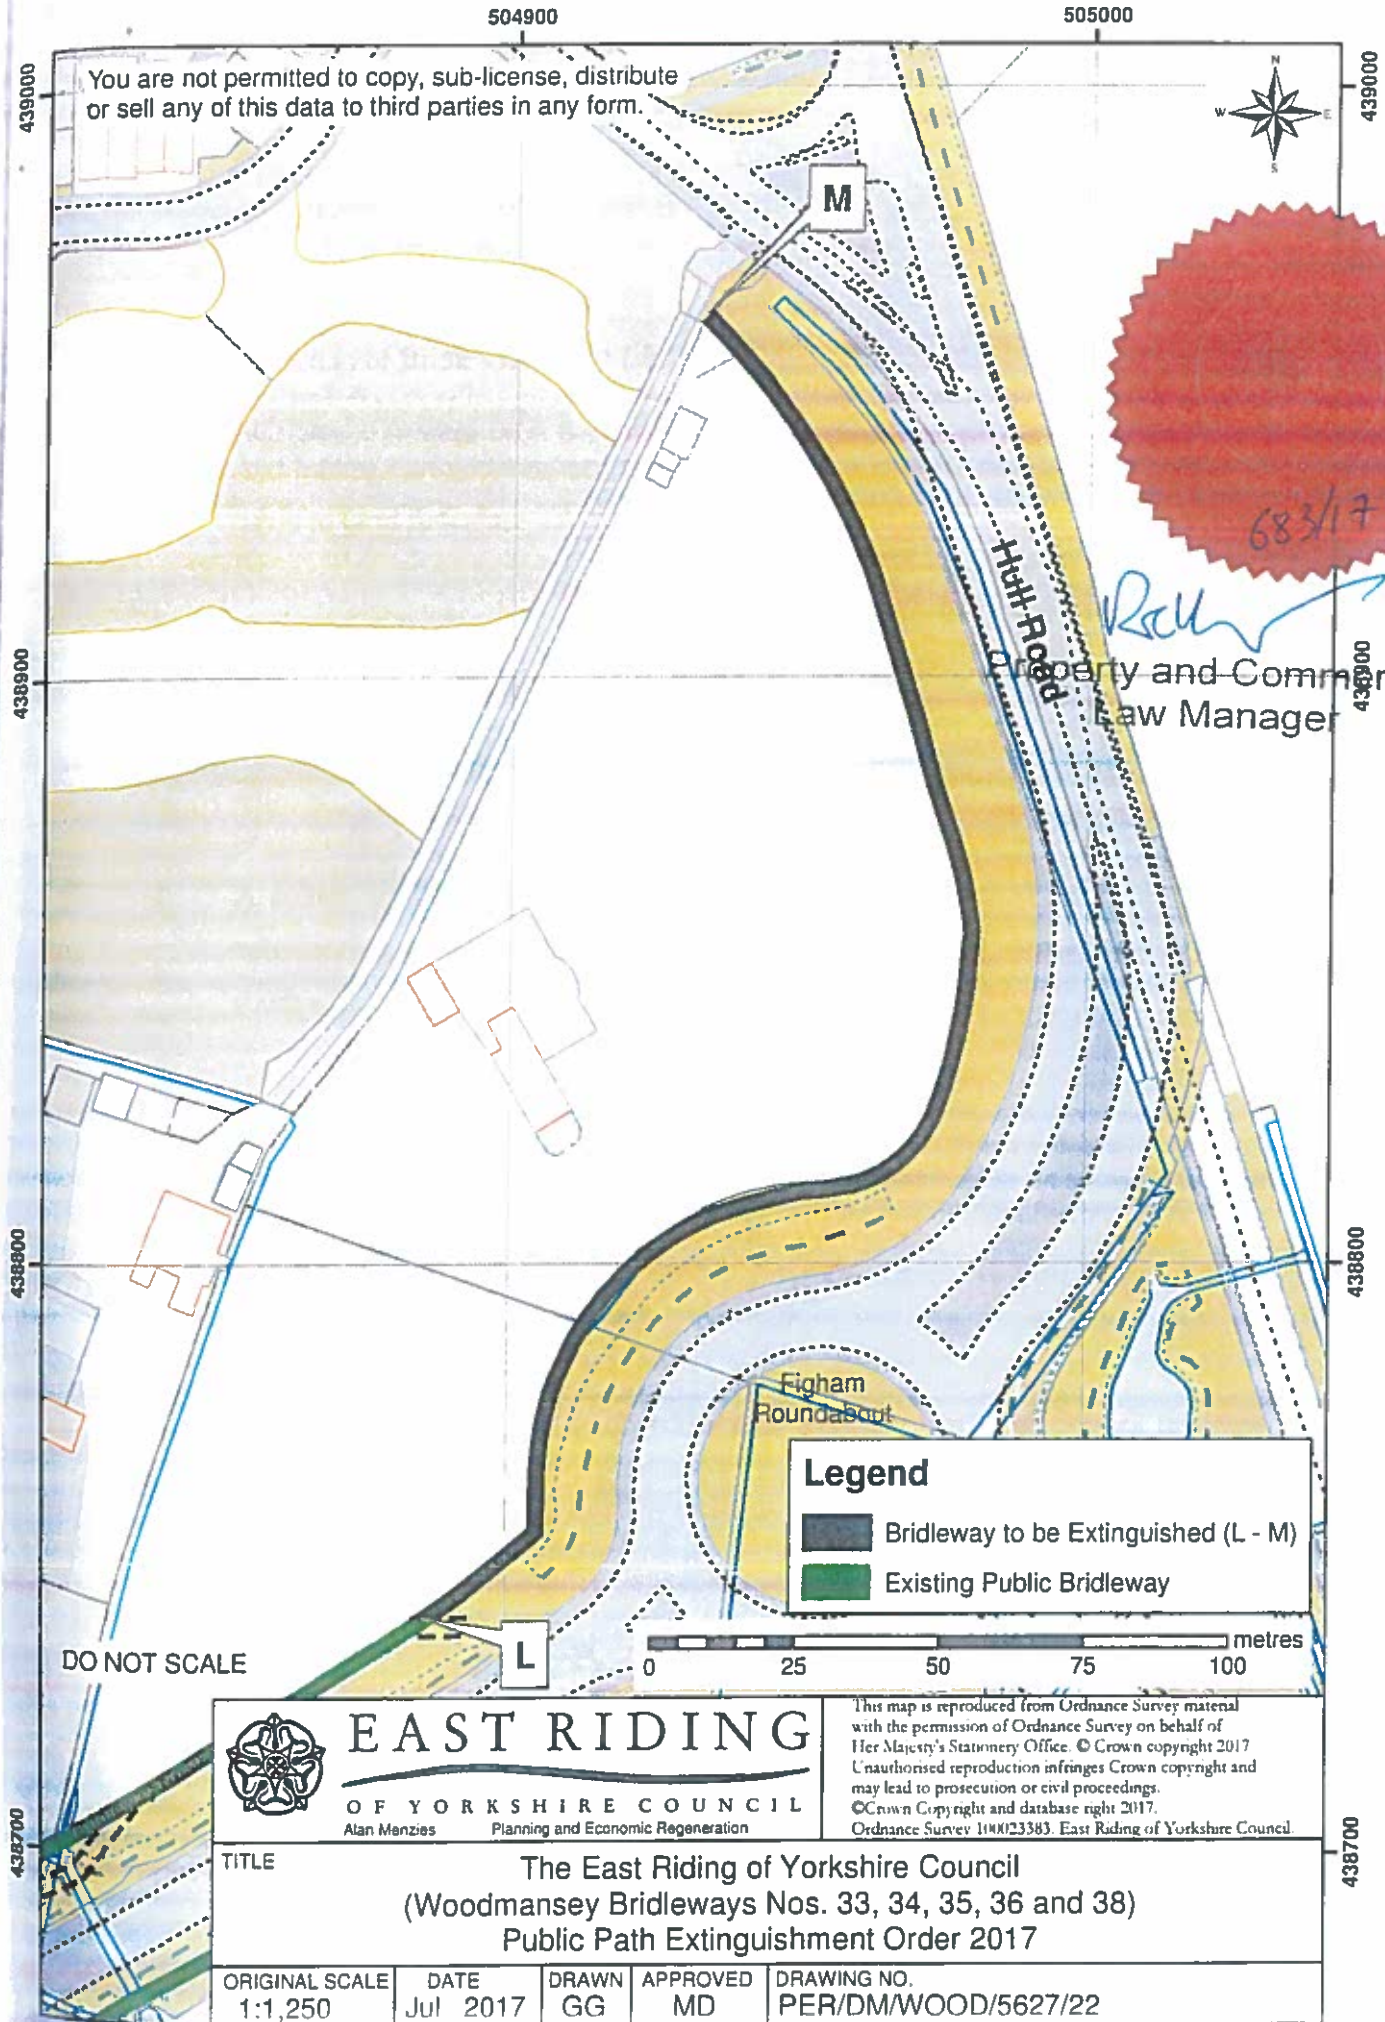 504900
505000
439000
439000
You are not permitted to copy, sub-license, distribute
or sell any of this data to third parties in any form.
N
W
E
S
M
683/17
Hull Road
438900
438900
Property and Commer
Law Manager
438800
438800
Figham
Roundabout
Legend
Bridleway to be Extinguished (L - M)
Existing Public Bridleway
L
DO NOT SCALE
metres
0 25 50 75 100
EAST RIDING
OF YORKSHIRE COUNCIL
Alan Menzies Planning and Economic Regeneration
This map is reproduced from Ordnance Survey material
with the permission of Ordnance Survey on behalf of
Her Majesty's Stationery Office. © Crown copyright 2017
Unauthorised reproduction infringes Crown copyright and
may lead to prosecution or civil proceedings.
©Crown Copyright and database right 2017.
Ordnance Survey 100023383. East Riding of Yorkshire Council.
438700
438700
TITLE
The East Riding of Yorkshire Council
(Woodmansey Bridleways Nos. 33, 34, 35, 36 and 38)
Public Path Extinguishment Order 2017
ORIGINAL SCALE
1:1,250
DATE
Jul 2017
DRAWN
GG
APPROVED
MD
DRAWING NO.
PER/DM/WOOD/5627/22